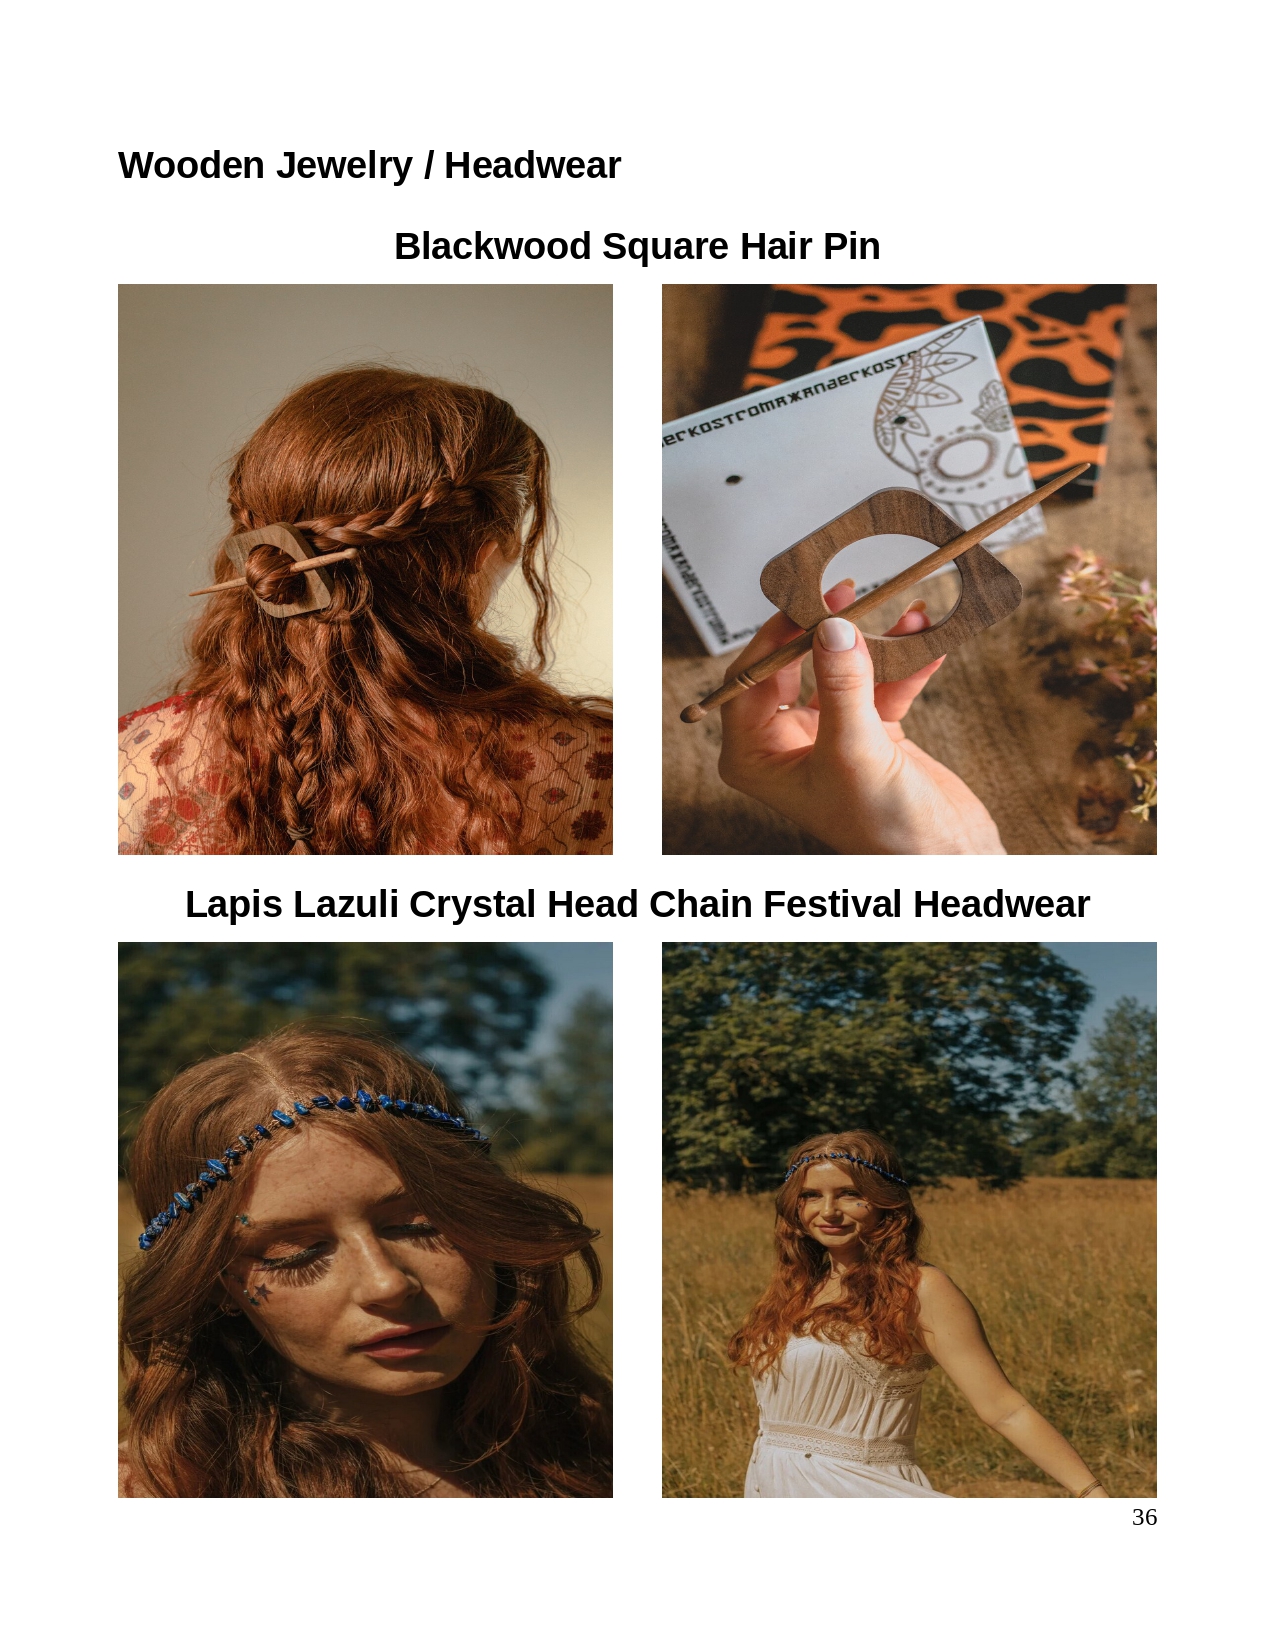 Wooden Jewelry / Headwear
Blackwood Square Hair Pin
Lapis Lazuli Crystal Head Chain Festival Headwear
36